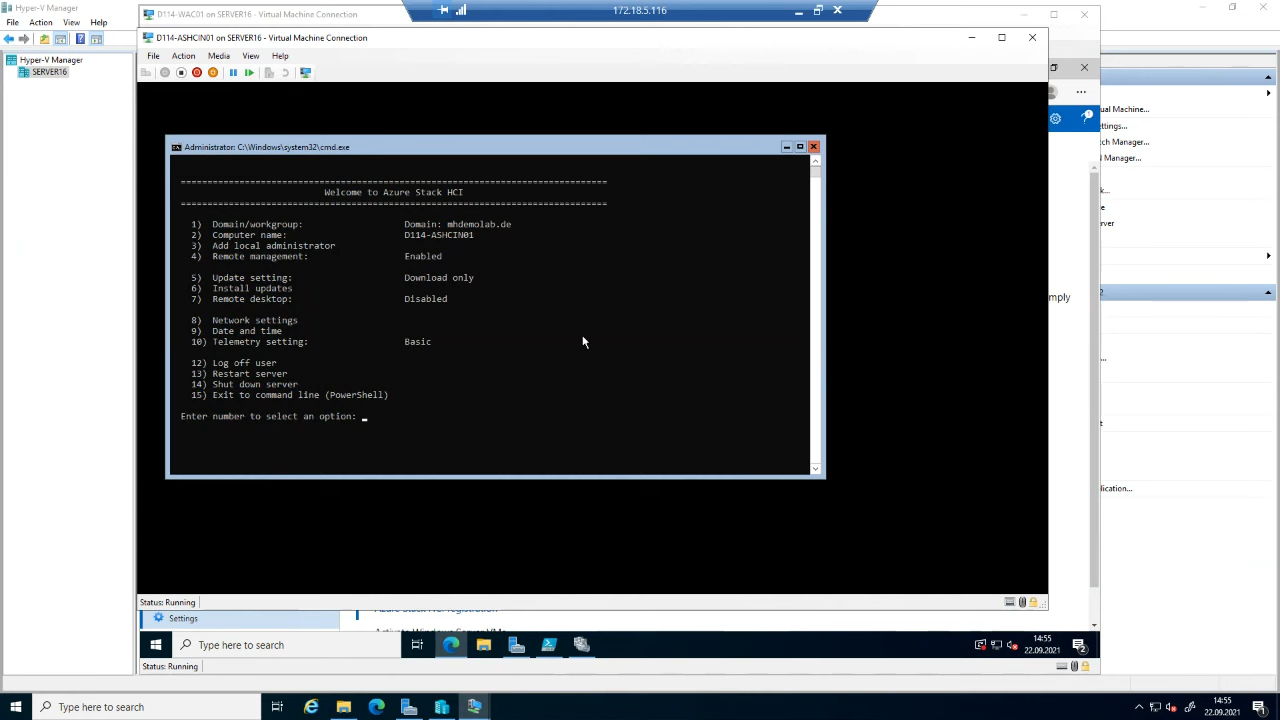 Hyper-V Manager
D114-WAC01 on SERVER16 - Virtual Machine Connection
172.18.5.116
File Action View Help
D114-ASHCIN01 on SERVER16 - Virtual Machine Connection
File Action Media View Help
Hyper-V Manager
SERVER16
Administrator: C:\Windows\system32\cmd.exe
================================================================================
Welcome to Azure Stack HCI
================================================================================
1) Domain/workgroup: Domain: mhdemolab.de
2) Computer name: D114-ASHCIN01
3) Add local administrator
4) Remote management: Enabled
5) Update setting: Download only
6) Install updates
7) Remote desktop: Disabled
8) Network settings
9) Date and time
10) Telemetry setting: Basic
12) Log off user
13) Restart server
14) Shut down server
15) Exit to command line (PowerShell)
Enter number to select an option: _
ual Machine...
ettings...
tch Manager...
N Manager...
k...
ce
erver
mply
2
...
t
lication...
Status: Running
Settings
Type here to search
14:55
22.09.2021
2
Status: Running
Type here to search
14:55
22.09.2021
1